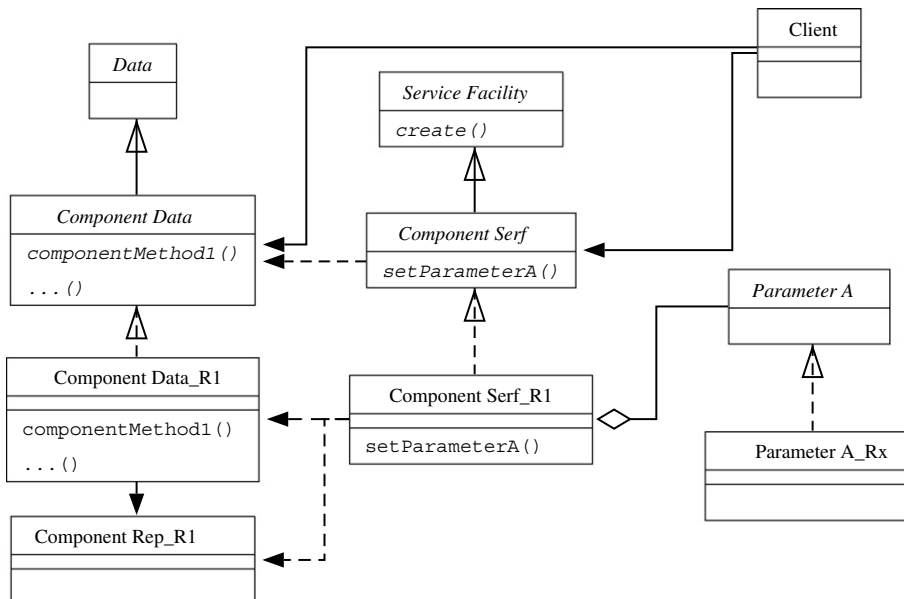 Client
Data
Service Facility
create()
Component Data
componentMethod1()
...()
Component Serf
setParameterA()
Parameter A
Component Data_R1
componentMethod1()
...()
Component Serf_R1
setParameterA()
Parameter A_Rx
Component Rep_R1